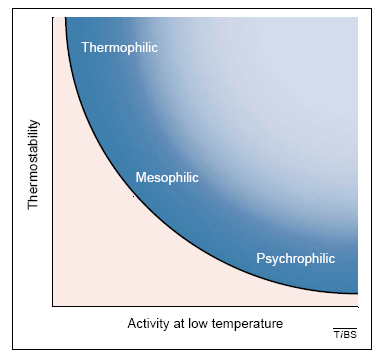 Thermophilic
Mesophilic
Psychrophilic
Thermostability
Activity at low temperature
TiBS